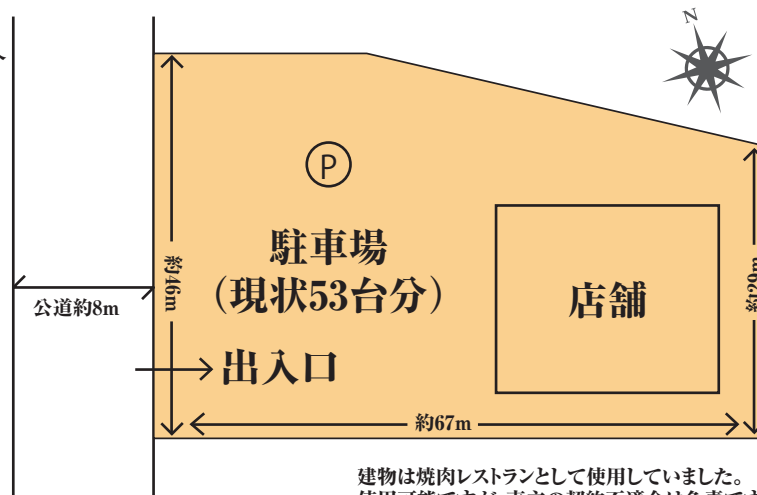 N
P
駐車場
（現状53台分）
店舗
約46m
公道約8m
出入口
約67m
建物は焼肉レストランとして使用していました。